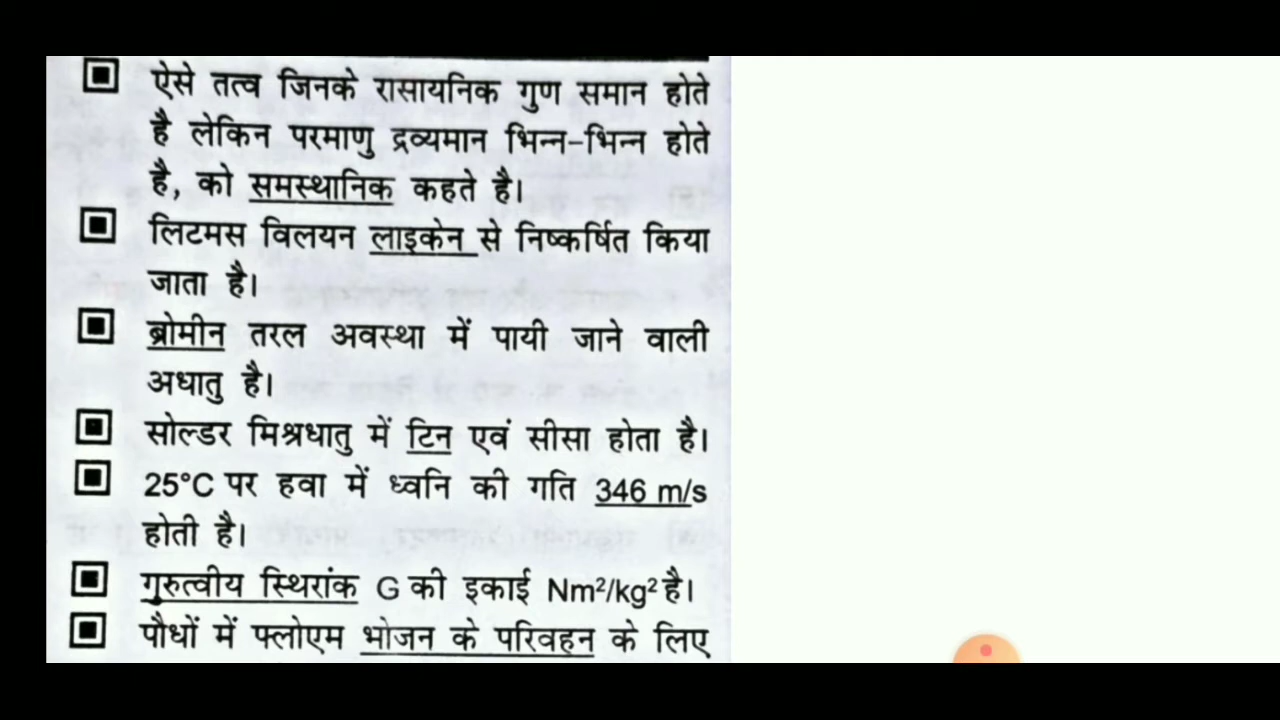 ऐसे तत्व जिनके रासायनिक गुण समान होते
है लेकिन परमाणु द्रव्यमान भिन्न-भिन्न होते
है, को समस्थानिक कहते है।
लिटमस विलयन लाइकेन से निष्कर्षित किया
जाता है।
ब्रोमीन तरल अवस्था में पायी जाने वाली
अधातु है।
सोल्डर मिश्रधातु में टिन एवं सीसा होता है।
25°C पर हवा में ध्वनि की गति 346 m/s
होती है।
गुरुत्वीय स्थिरांक G की इकाई Nm²/kg² है।
पौधों में फ्लोएम भोजन के परिवहन के लिए